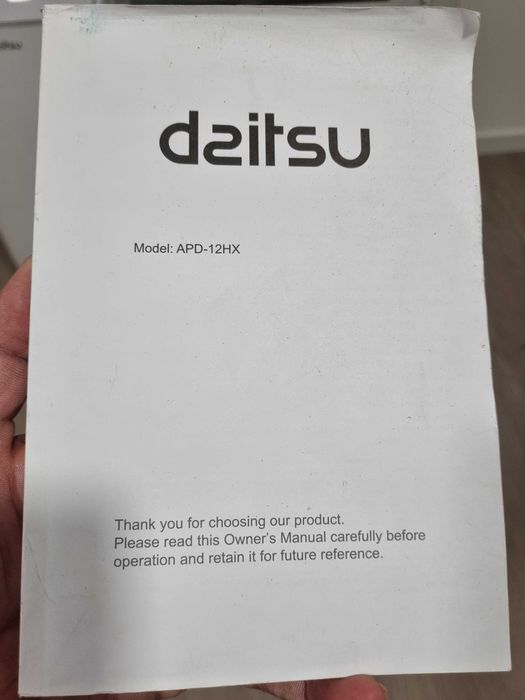 daitsu
Model: APD-12HX
Thank you for choosing our product.
Please read this Owner's Manual carefully before
operation and retain it for future reference.